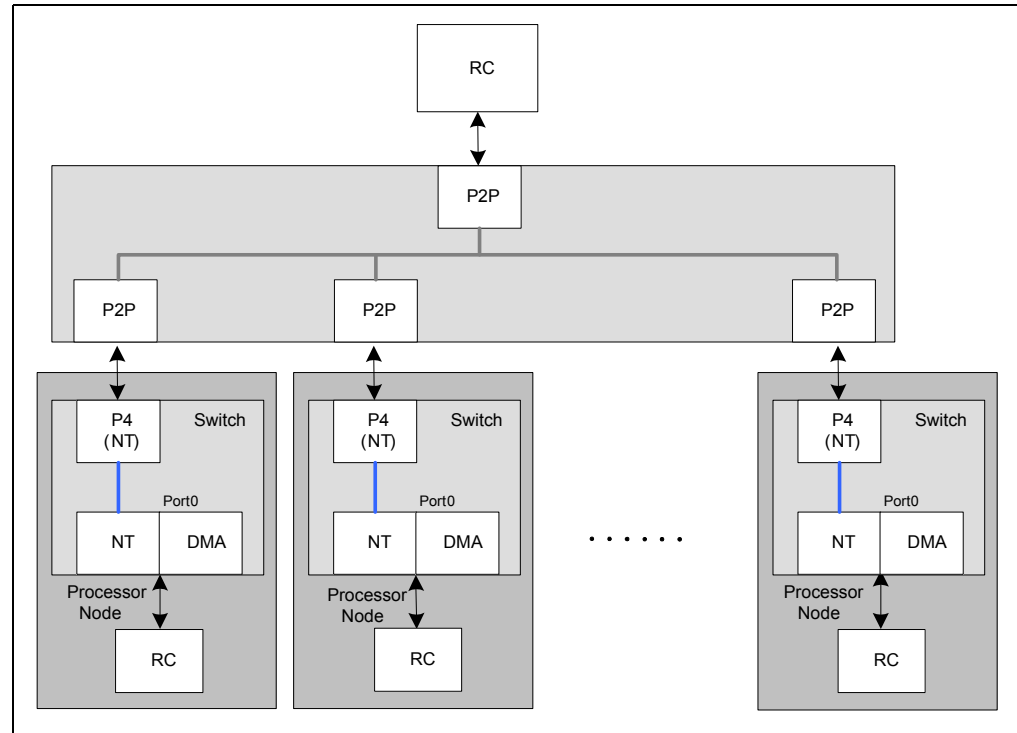 RC
P2P
P2P
P2P
P2P
P4
(NT)
Switch
Port0
NT
DMA
Processor
Node
RC
P4
(NT)
Switch
Port0
NT
DMA
Processor
Node
RC
. . . . . .
P4
(NT)
Switch
Port0
NT
DMA
Processor
Node
RC